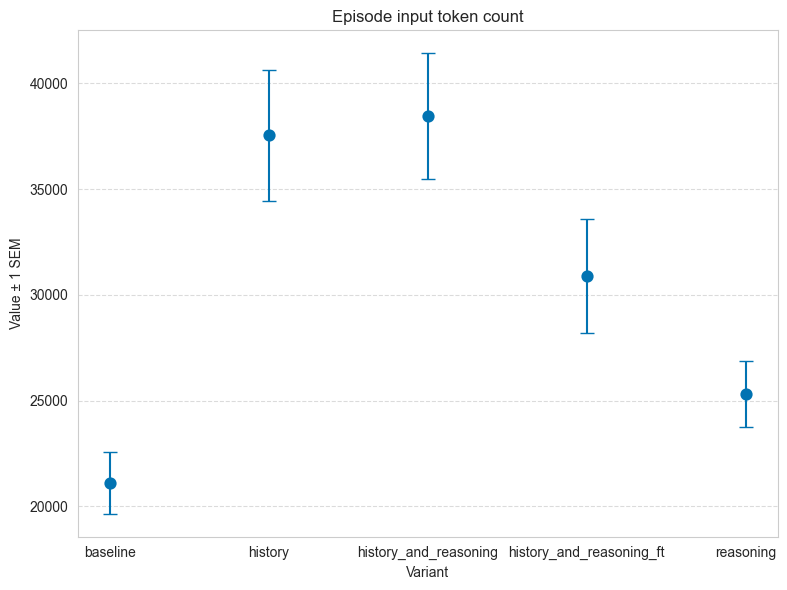 Episode input token count
Value ± 1 SEM
40000
35000
30000
25000
20000
baseline
history
history_and_reasoning
history_and_reasoning_ft
reasoning
Variant